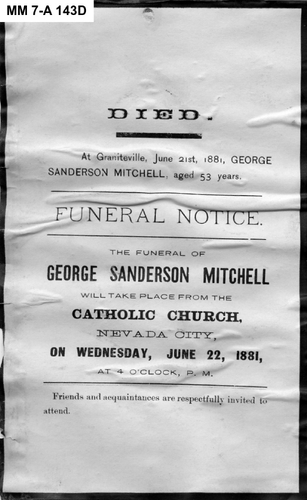 MM 7-A 143D
DIED.
At Graniteville, June 21st, 1881, GEORGE
SANDERSON MITCHELL, aged 53 years.
FUNERAL NOTICE.
THE FUNERAL OF
GEORGE SANDERSON MITCHELL
WILL TAKE PLACE FROM THE
CATHOLIC CHURCH,
NEVADA CITY,
ON WEDNESDAY, JUNE 22, 1881,
AT 4 O'CLOCK, P. M.
Friends and acquaintances are respectfully invited to
attend.